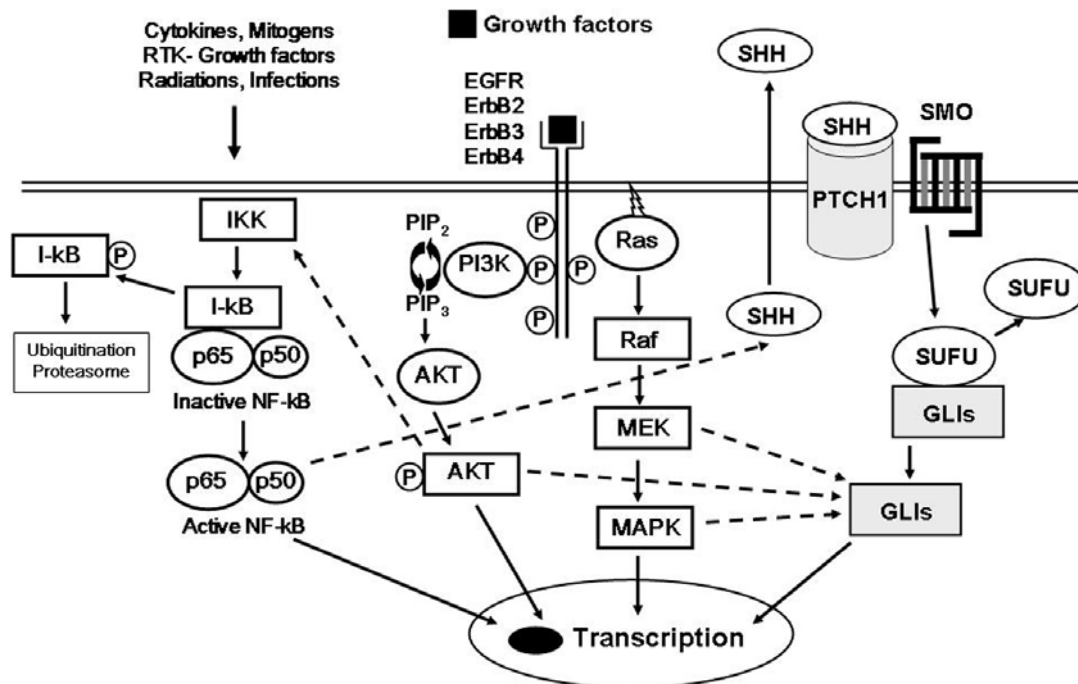 Cytokines, Mitogens
RTK- Growth factors
Radiations, Infections
Growth factors
EGFR
ErbB2
ErbB3
ErbB4
SHH
SHH
SMO
PTCH1
IKK
I-kB
P
I-kB
p65
p50
Inactive NF-kB
Ubiquitination
Proteasome
p65
p50
Active NF-kB
PIP2
PIP3
PI3K
P
P
P
P
AKT
P
AKT
Ras
Raf
MEK
MAPK
SHH
SUFU
SUFU
GLIs
GLIs
Transcription